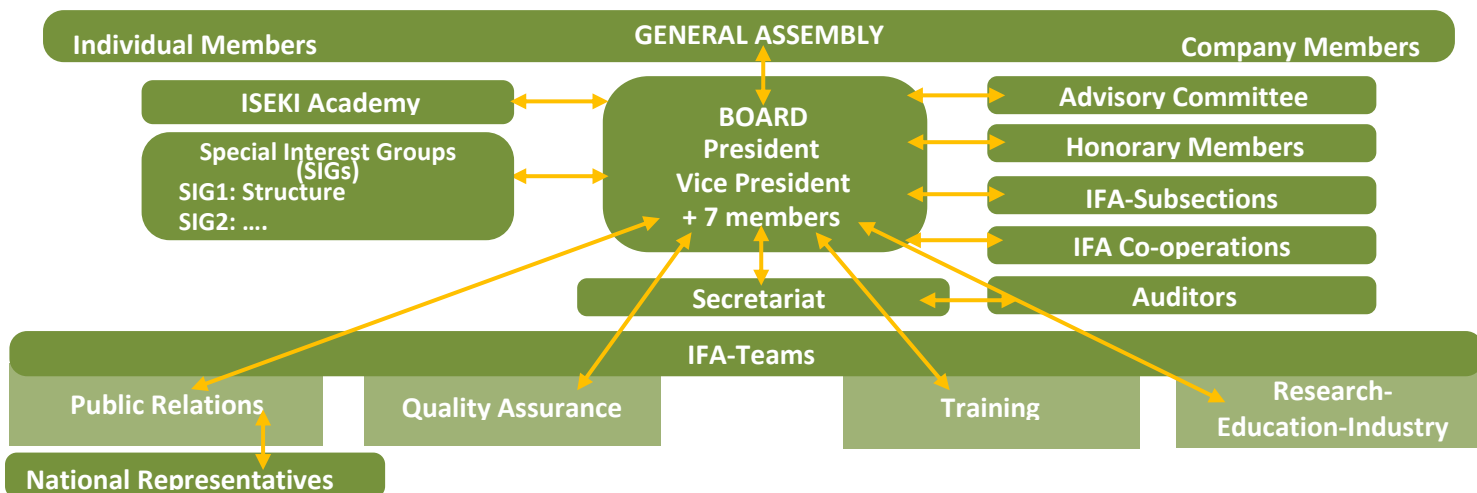 Individual Members
GENERAL ASSEMBLY
Company Members
ISEKI Academy
Special Interest Groups
(SIGs)
SIG1: Structure
SIG2: ....
BOARD
President
Vice President
+ 7 members
Advisory Committee
Honorary Members
IFA-Subsections
IFA Co-operations
Secretariat
Auditors
IFA-Teams
Public Relations
Quality Assurance
Training
Research-
Education-Industry
National Representatives